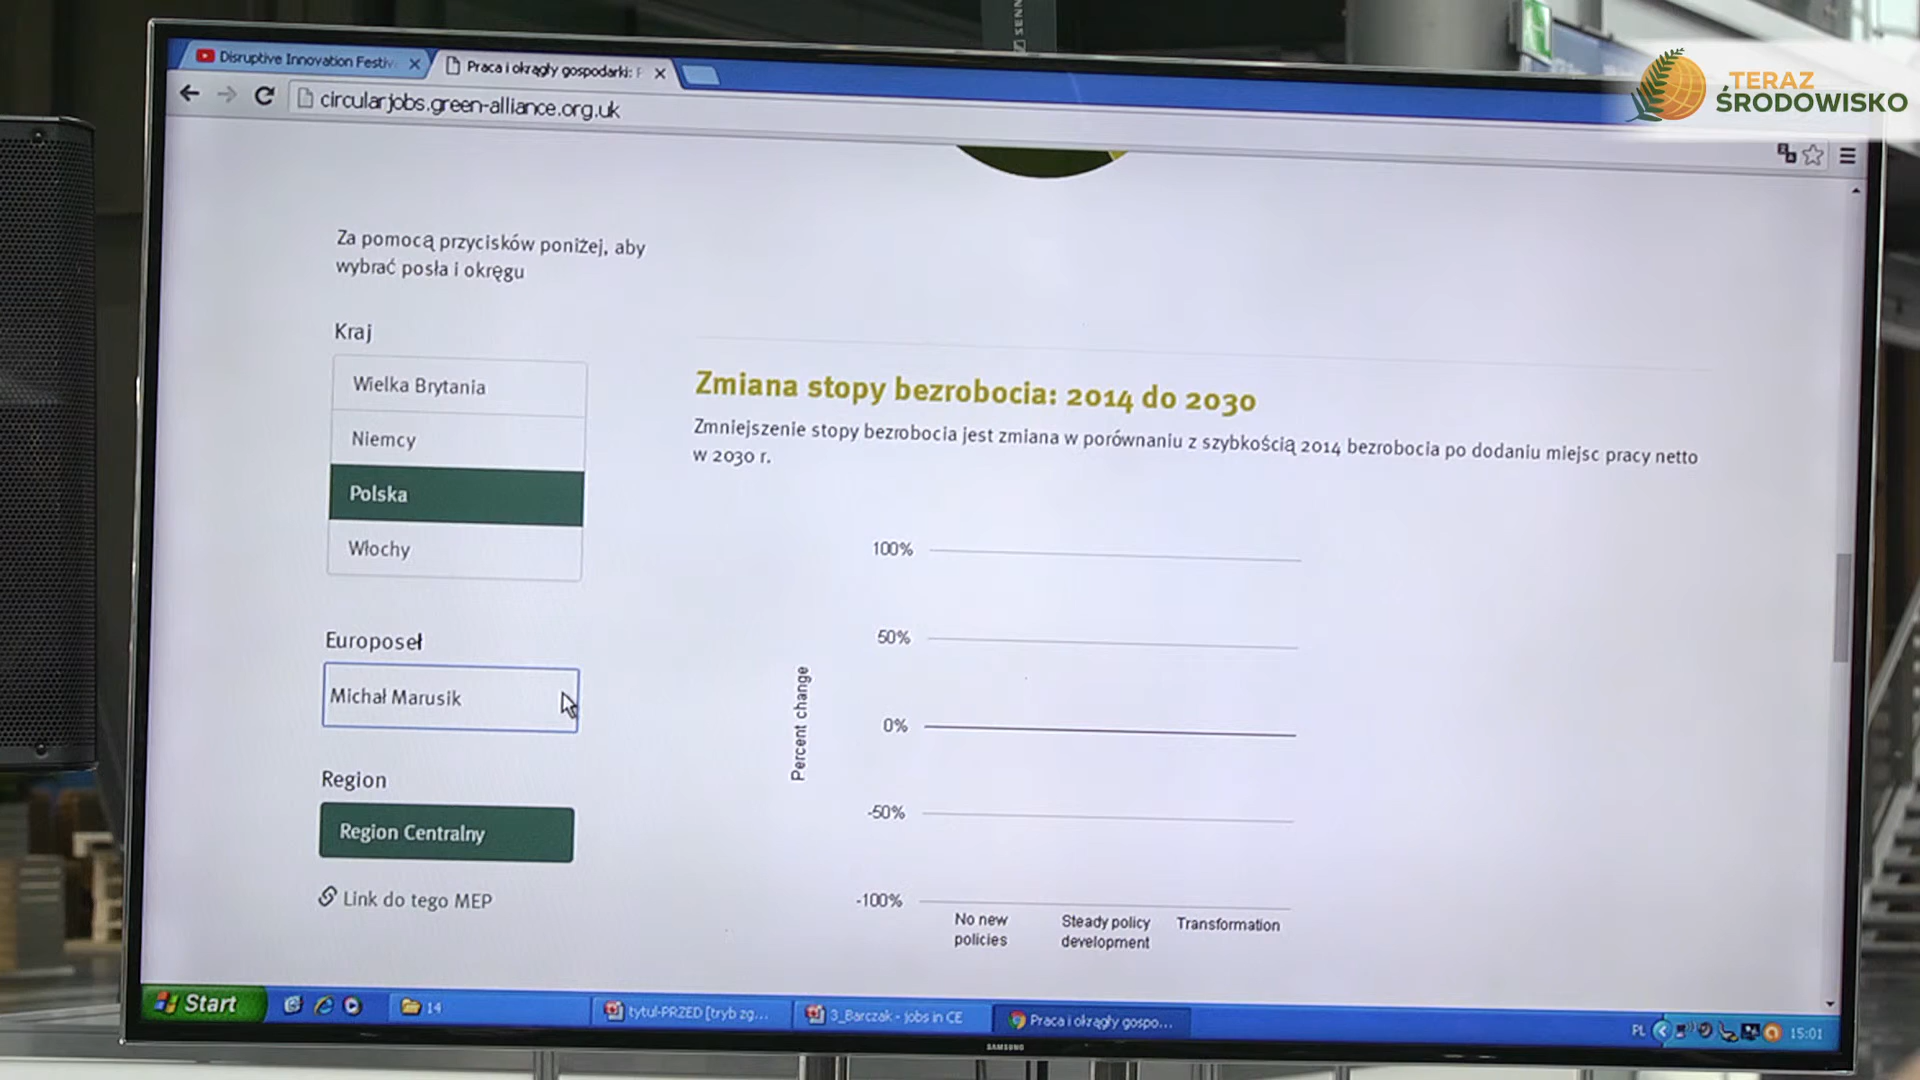 TERAZ
ŚRODOWISKO
Disruptive Innovation Festiv
Praca i okrągły gospodarki: P
circularjobs.green-alliance.org.uk
Za pomocą przycisków poniżej, aby
wybrać posła i okręgu
Kraj
Wielka Brytania
Niemcy
Polska
Włochy
Europoseł
Michał Marusik
Region
Region Centralny
Link do tego MEP
Zmiana stopy bezrobocia: 2014 do 2030
Zmniejszenie stopy bezrobocia jest zmiana w porównaniu z szybkością 2014 bezrobocia po dodaniu miejsc pracy netto
w 2030 r.
100%
50%
0%
-50%
-100%
Percent change
No new
policies
Steady policy
development
Transformation
Start
14
tytul-PRZED [tryb zg...
3_Barczak - jobs in CE
Praca i okrągły gospo...
PL
15:01
SAMSUNG